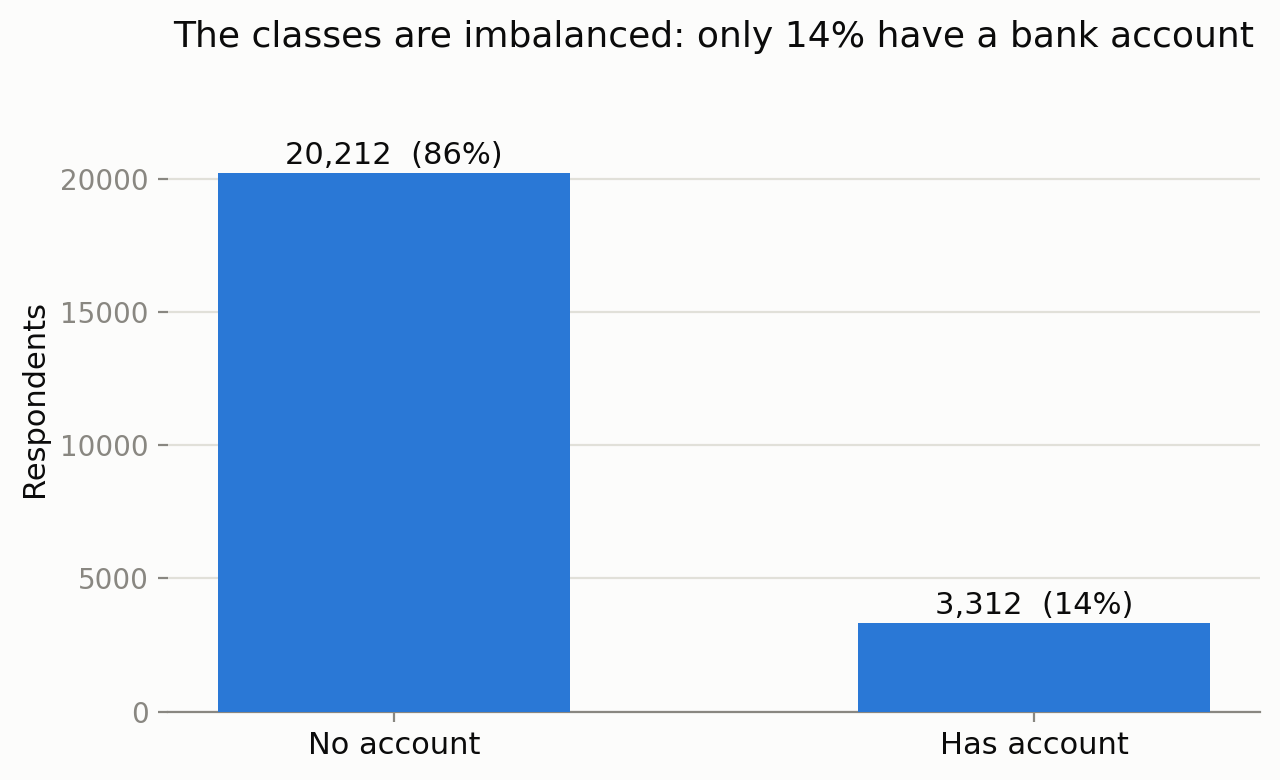 The classes are imbalanced: only 14% have a bank account
20,212 (86%)
20000
15000
10000
5000
0
Respondents
3,312 (14%)
No account
Has account